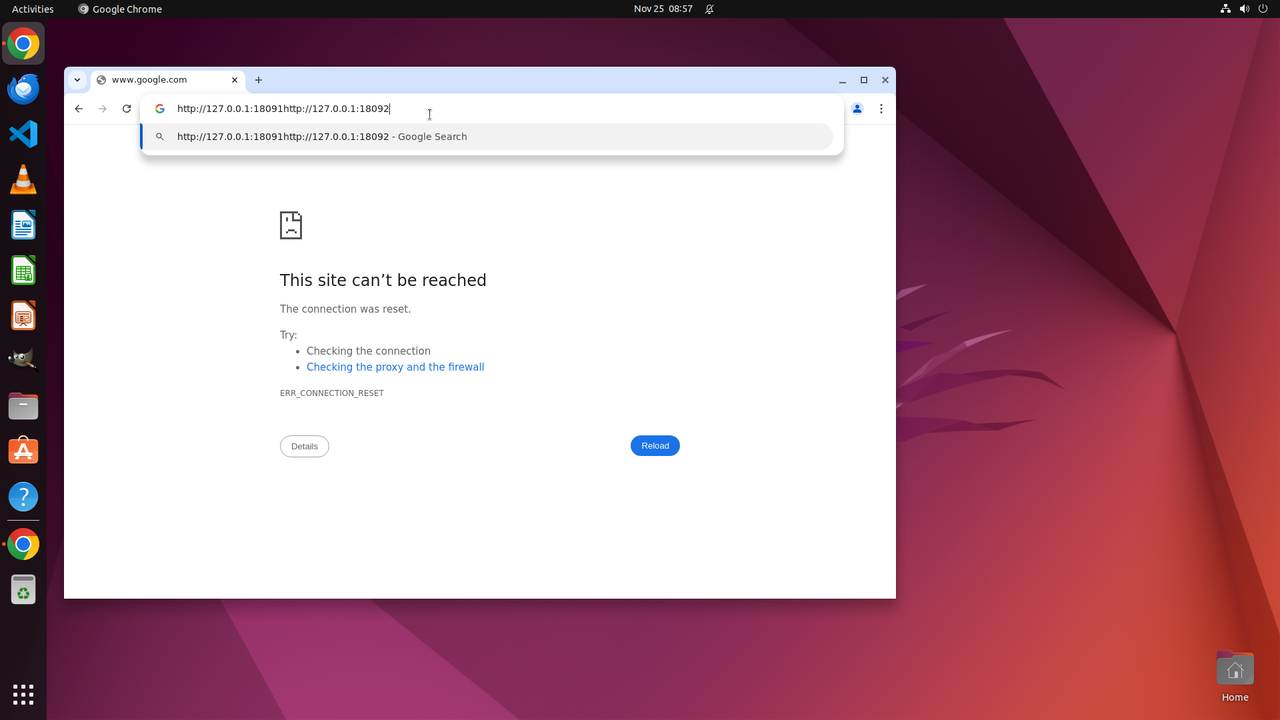 Activities
Google Chrome
Nov 25 08:57
www.google.com
http://127.0.0.1:18091http://127.0.0.1:18092
http://127.0.0.1:18091http://127.0.0.1:18092 - Google Search
This site can’t be reached
The connection was reset.
Try:
Checking the connection
Checking the proxy and the firewall
ERR_CONNECTION_RESET
Details
Reload
Home